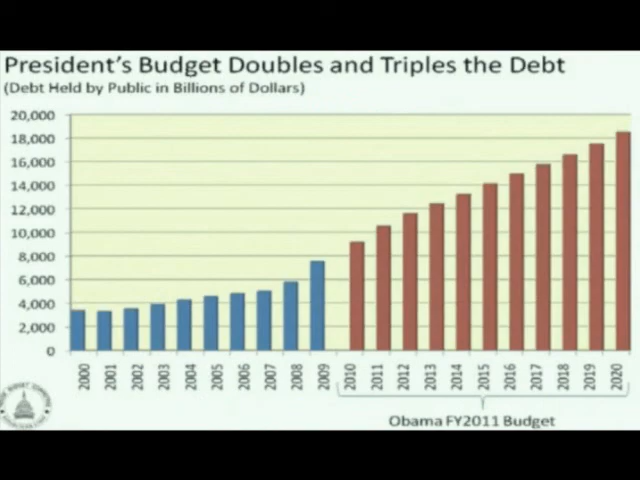 President's Budget Doubles and Triples the Debt
(Debt Held by Public in Billions of Dollars)
20,000
18,000
16,000
14,000
12,000
10,000
8,000
6,000
4,000
2,000
0
2000 2001 2002 2003 2004 2005 2006 2007 2008 2009 2010 2011 2012 2013 2014 2015 2016 2017 2018 2019 2020
Obama FY2011 Budget